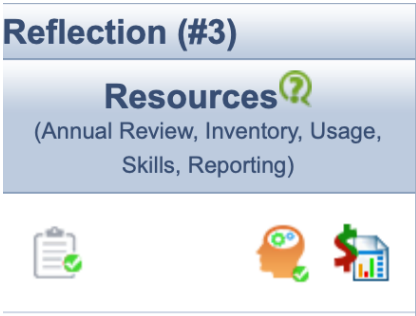 Reflection (#3)
Resources
(Annual Review, Inventory, Usage,
Skills, Reporting)